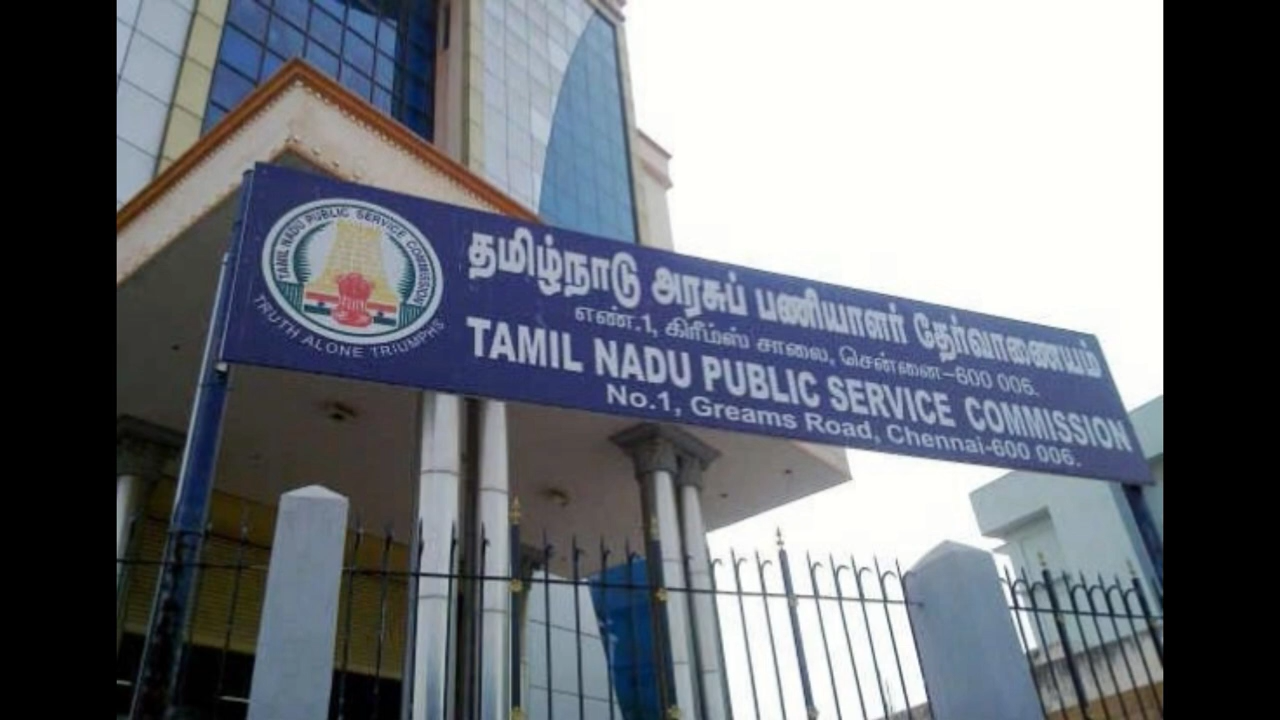 TAMIL NADU PUBLIC SERVICE COMMISSION
TRUTH ALONE TRIUMPHS
தமிழ்நாடு அரசுப் பணியாளர் தேர்வாணையம்
எண்.1, கிரீம்ஸ் சாலை, சென்னை–600 006.
TAMIL NADU PUBLIC SERVICE COMMISSION
No.1, Greams Road, Chennai-600 006.